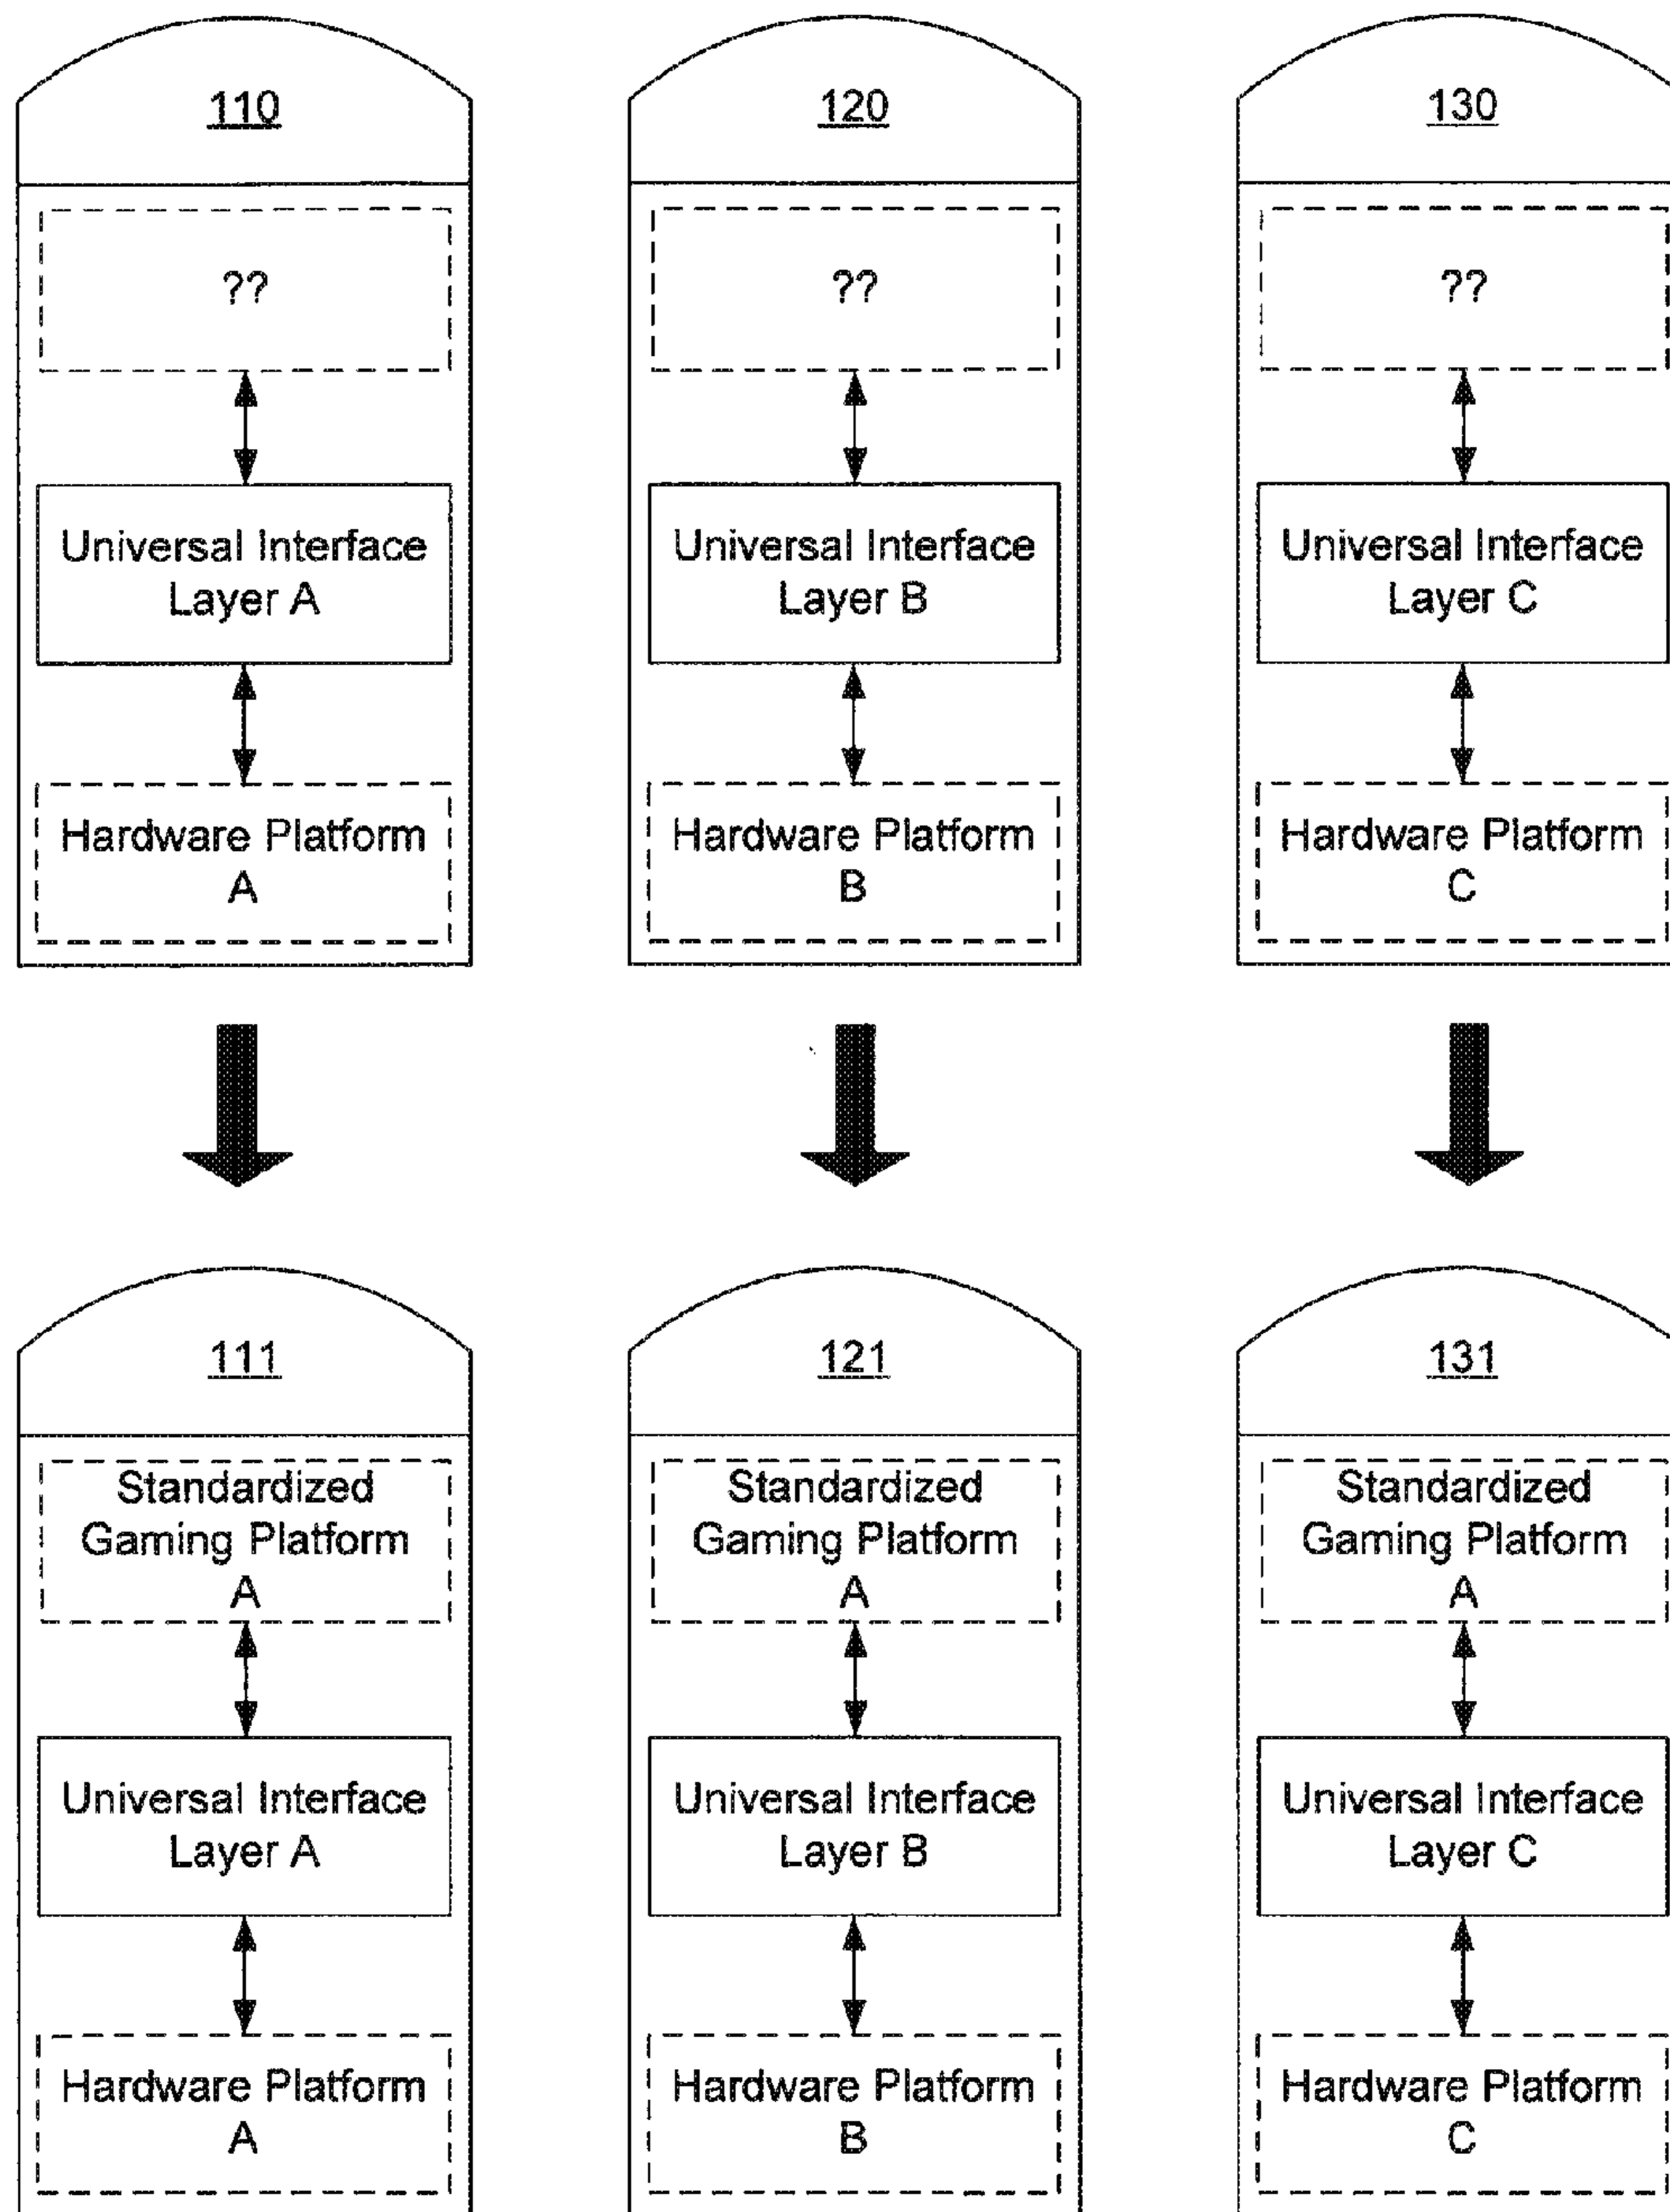 110
120
130
??
??
??
Universal Interface
Layer A
Universal Interface
Layer B
Universal Interface
Layer C
Hardware Platform
A
Hardware Platform
B
Hardware Platform
C
111
121
131
Standardized
Gaming Platform
A
Standardized
Gaming Platform
A
Standardized
Gaming Platform
A
Universal Interface
Layer A
Universal Interface
Layer B
Universal Interface
Layer C
Hardware Platform
A
Hardware Platform
B
Hardware Platform
C